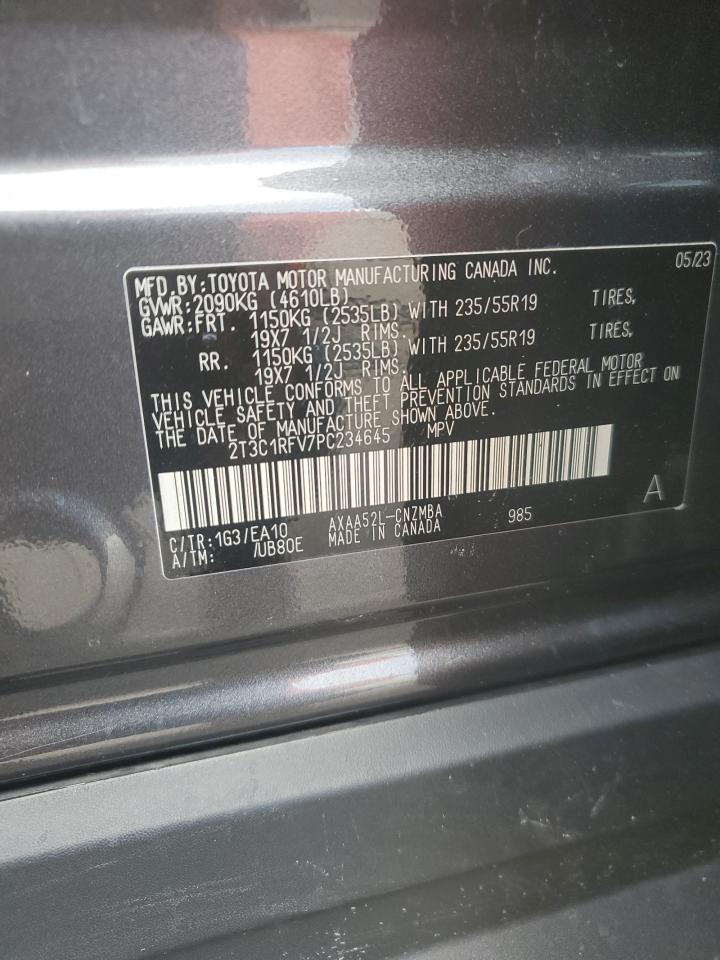 05/23
MFD.BY:TOYOTA MOTOR MANUFACTURING CANADA INC.
GVWR:2090KG (4610LB)
GAWR:FRT. 1150KG (2535LB) WITH 235/55R19 TIRES,
19X7 1/2J RIMS.
RR. 1150KG (2535LB) WITH 235/55R19 TIRES,
19X7 1/2J RIMS.
THIS VEHICLE CONFORMS TO ALL APPLICABLE FEDERAL MOTOR
VEHICLE SAFETY AND THEFT PREVENTION STANDARDS IN EFFECT ON
THE DATE OF MANUFACTURE SHOWN ABOVE.
2T3C1RFV7PC234645 MPV
A
C/TR:1G3/EA10 AXAA52L-CNZMBA 985
A/TM: /UB80E MADE IN CANADA